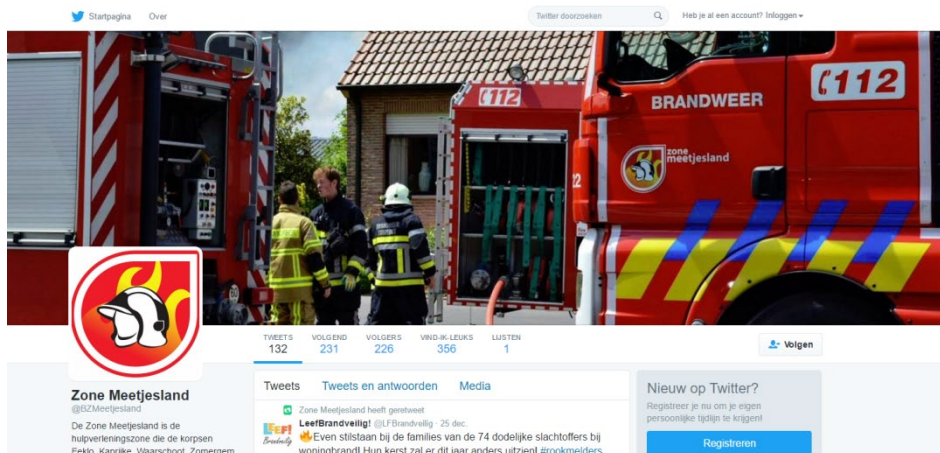 Startpagina Over Twitter doorzoeken Heb je al een account? Inloggen
112
BRANDWEER
112
zone
meetjesland
TWEETS VOLGEND VOLGERS VIND-IK-LEUKS LIJSTEN
132 231 226 356 1
Volgen
Zone Meetjesland
@BZMeetjesland
De Zone Meetjesland is de
hulpverleningszone die de korpsen
Eeklo, Kaprijke, Waarschoot, Zomergem
Tweets Tweets en antwoorden Media
Zone Meetjesland heeft geretweet
LEEF!
Brandveilig
LeefBrandveilig! @LFBrandveilig · 25 dec.
Even stilstaan bij de families van de 74 dodelijke slachtoffers bij
woningbrand! Hun kerst zal er dit jaar anders uitzien! #rookmelders
Nieuw op Twitter?
Registreer je nu om je eigen
persoonlijke tijdlijn te krijgen!
Registreren